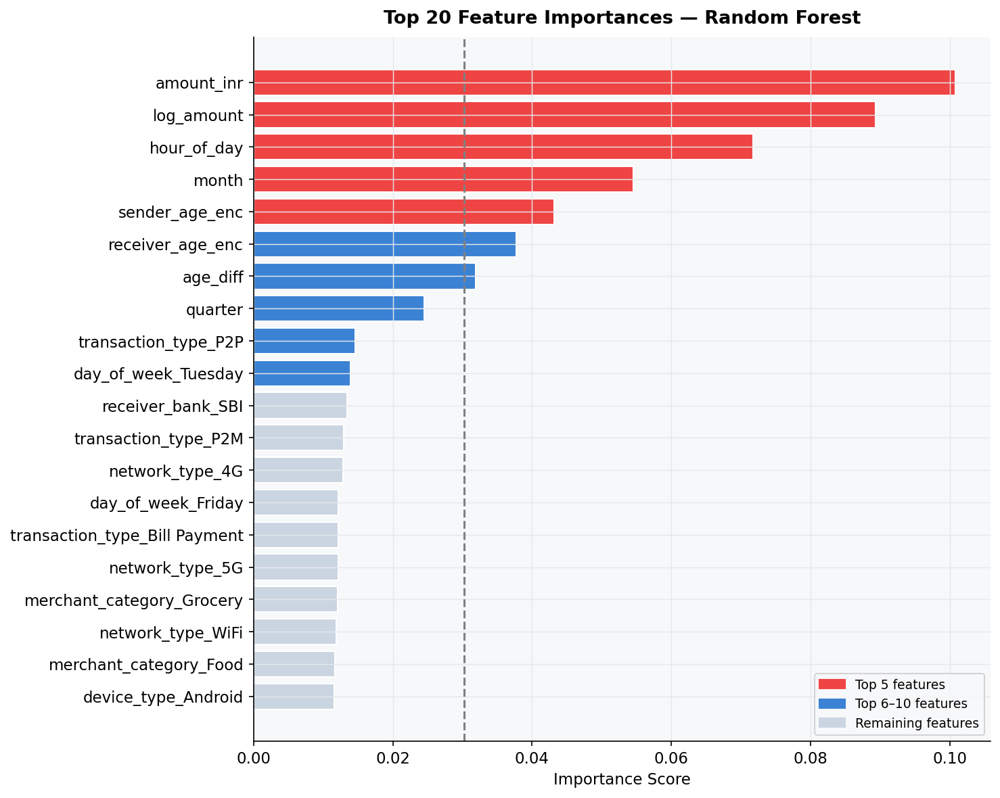 Top 20 Feature Importances — Random Forest
amount_inr
log_amount
hour_of_day
month
sender_age_enc
receiver_age_enc
age_diff
quarter
transaction_type_P2P
day_of_week_Tuesday
receiver_bank_SBI
transaction_type_P2M
network_type_4G
day_of_week_Friday
transaction_type_Bill Payment
network_type_5G
merchant_category_Grocery
network_type_WiFi
merchant_category_Food
device_type_Android
Top 5 features
Top 6–10 features
Remaining features
0.00 0.02 0.04 0.06 0.08 0.10
Importance Score